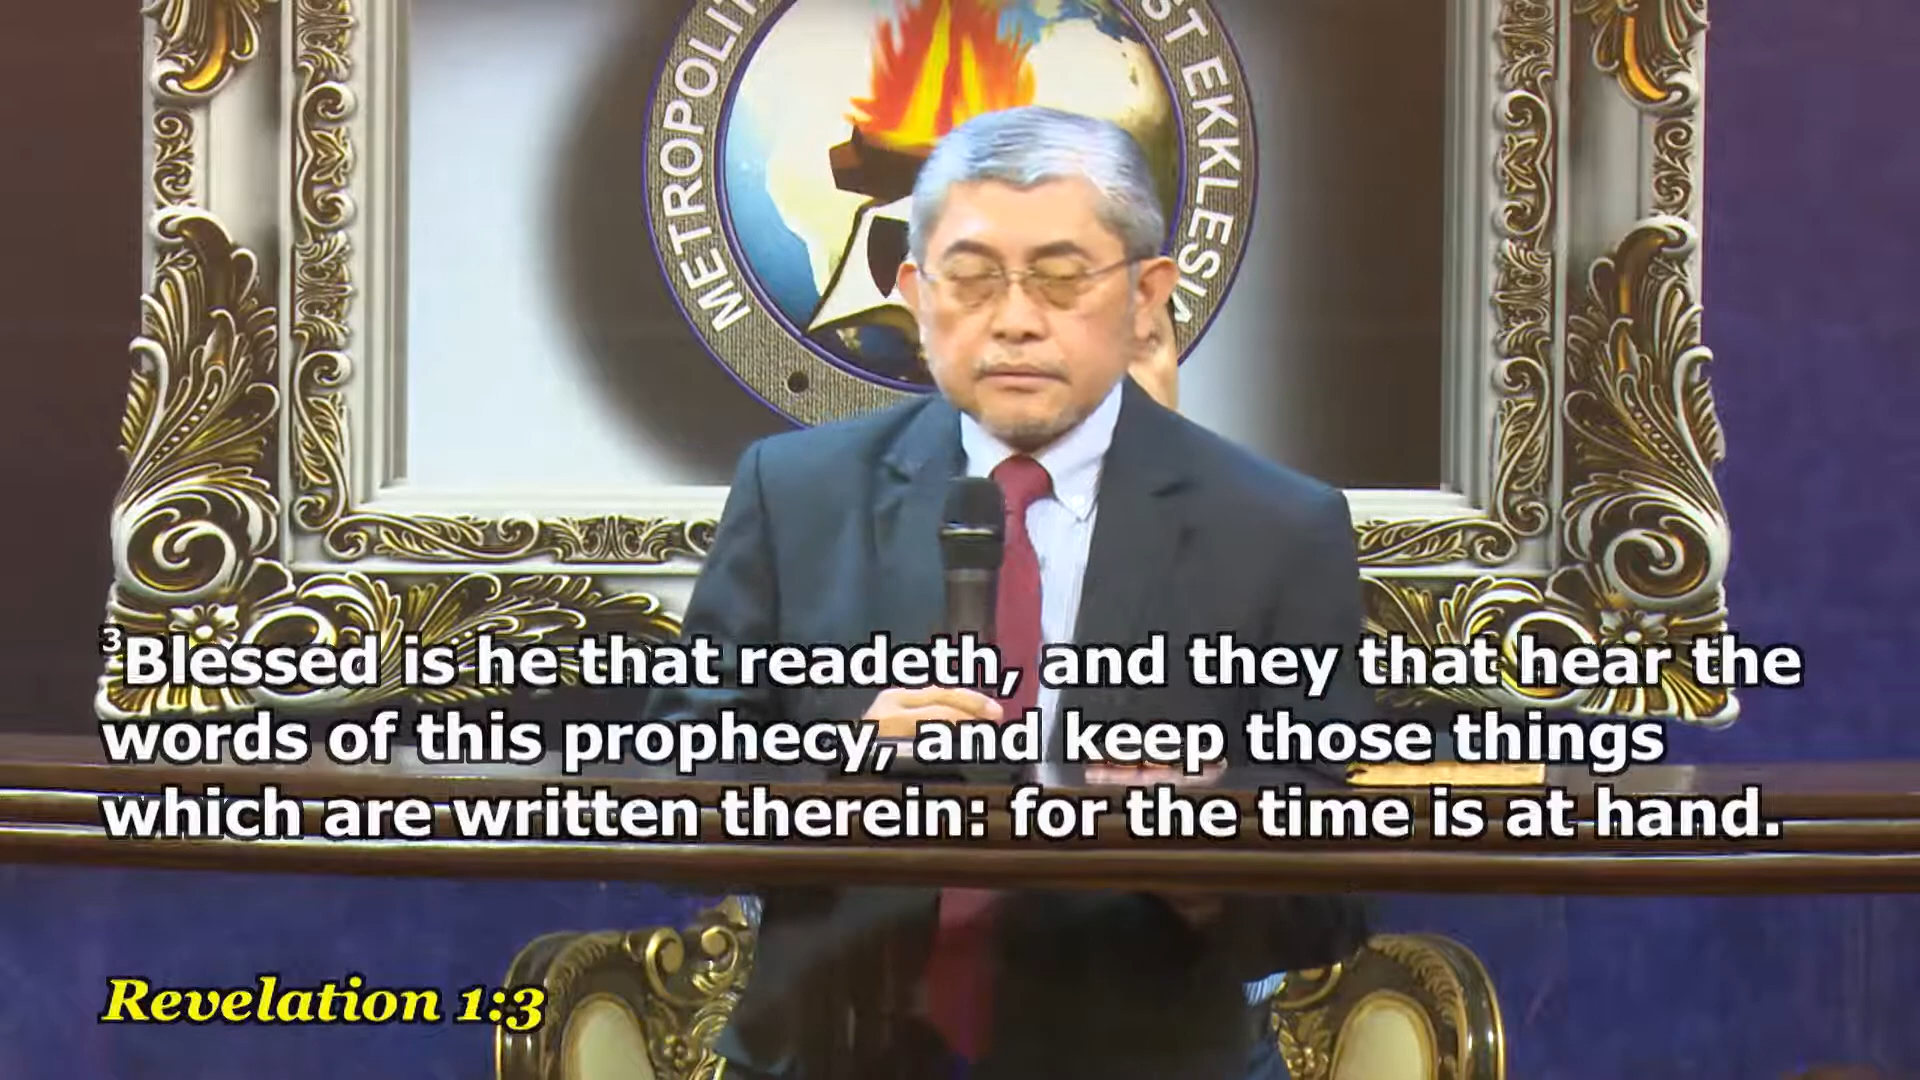 METROPOLIT
ST EKKLESIA
³Blessed is he that readeth, and they that hear the
words of this prophecy, and keep those things
which are written therein: for the time is at hand.
Revelation 1:3